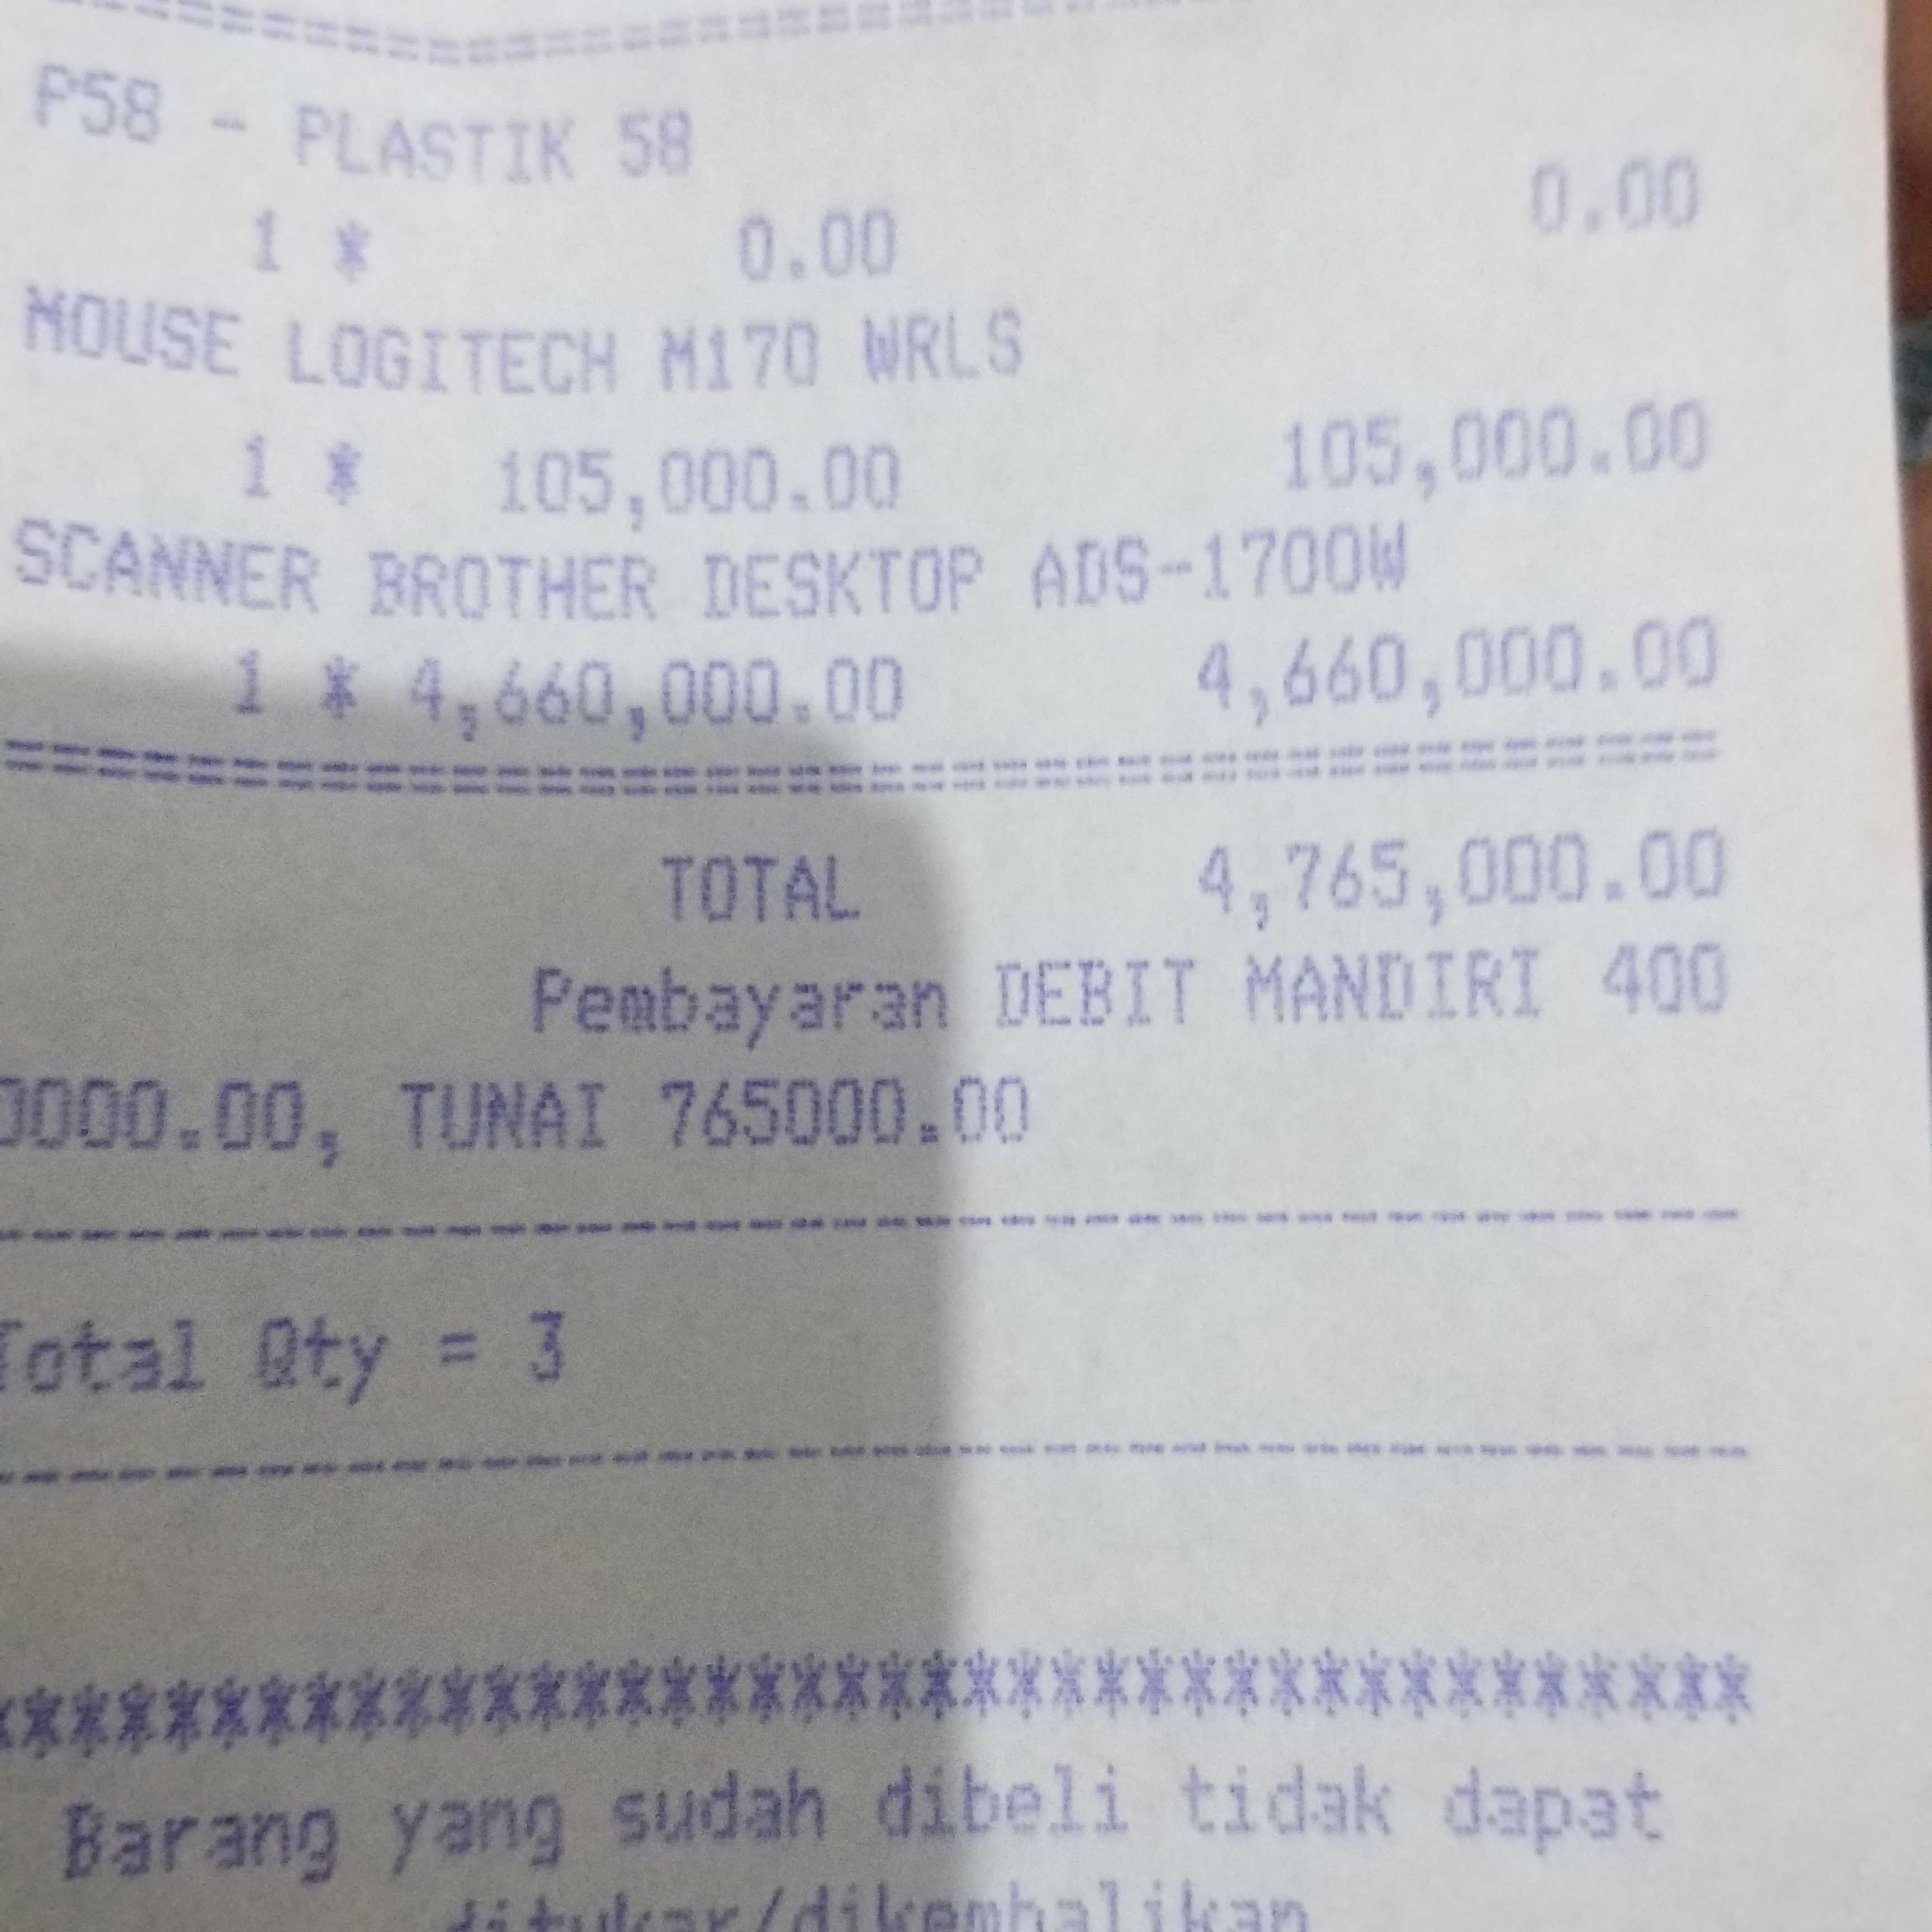 ================================
P58 - PLASTIK 58
1 * 0.00 0.00
MOUSE LOGITECH M170 WRLS
1 * 105,000.00 105,000.00
SCANNER BROTHER DESKTOP ADS-1700W
1 * 4,660,000.00 4,660,000.00
========================================
TOTAL 4,765,000.00
Pembayaran DEBIT MANDIRI 400
0000.00, TUNAI 765000.00
----------------------------------------
Total Qty = 3
----------------------------------------
****************************************
Barang yang sudah dibeli tidak dapat
ditukar/dikembalikan